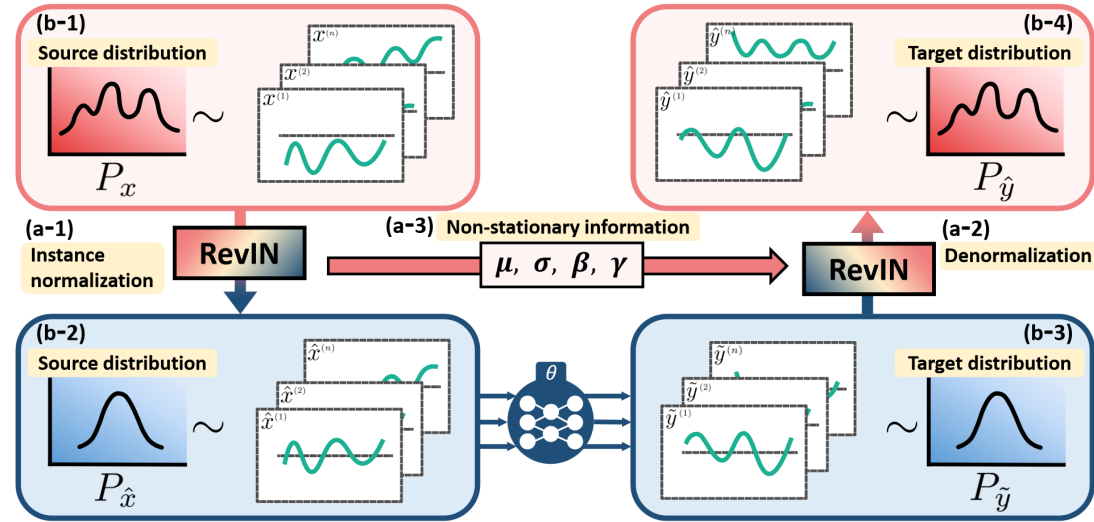 (b-1)
Source distribution
x^{(n)}
x^{(2)}
x^{(1)}
∼
P_x
(b-4)
Target distribution
ŷ^{(n)}
ŷ^{(2)}
ŷ^{(1)}
∼
P_ŷ
(a-1)
Instance
normalization
RevIN
(a-3)
Non-stationary information
μ, σ, β, γ
RevIN
(a-2)
Denormalization
(b-2)
Source distribution
x̂^{(n)}
x̂^{(2)}
x̂^{(1)}
∼
P_x̂
θ
(b-3)
Target distribution
ỹ^{(n)}
ỹ^{(2)}
ỹ^{(1)}
∼
P_ỹ